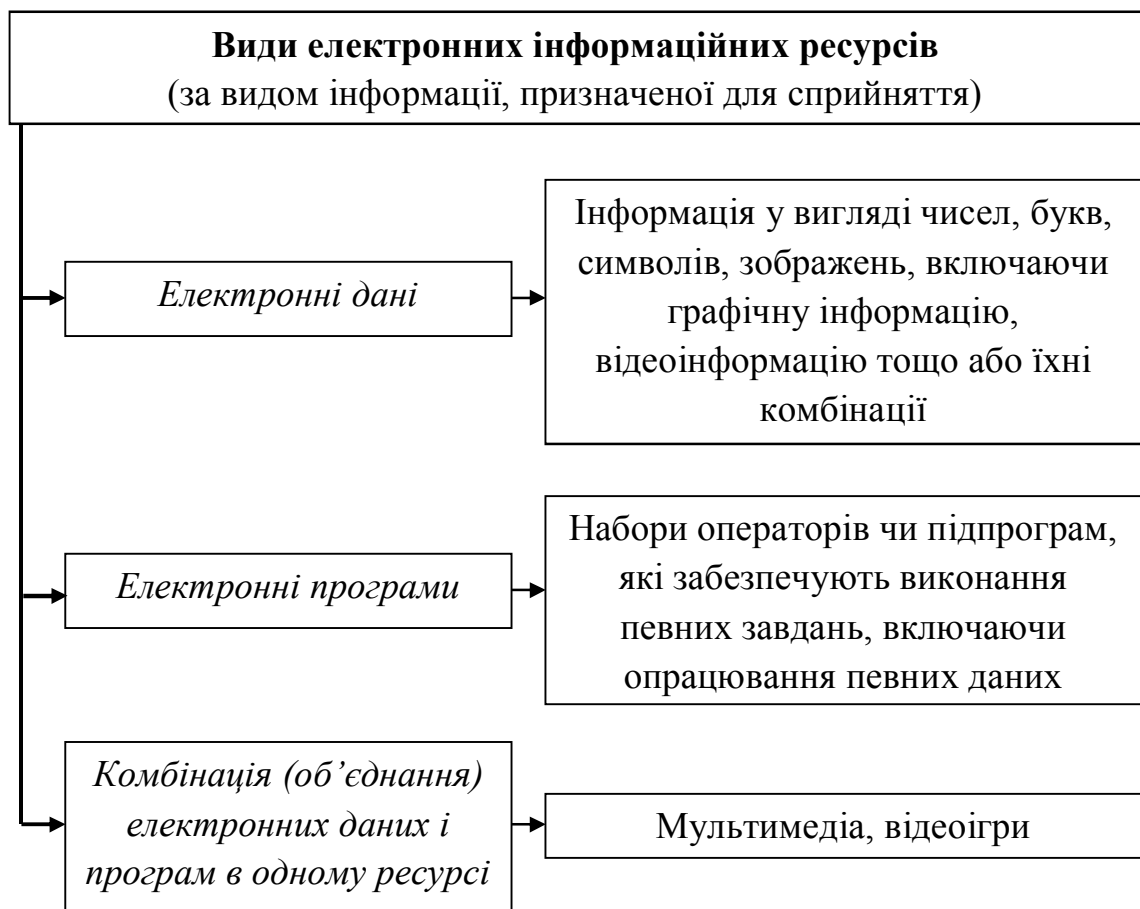 Види електронних інформаційних ресурсів
(за видом інформації, призначеної для сприйняття)
Електронні дані
Інформація у вигляді чисел, букв,
символів, зображень, включаючи
графічну інформацію,
відеоінформацію тощо або їхні
комбінації
Електронні програми
Набори операторів чи підпрограм,
які забезпечують виконання
певних завдань, включаючи
опрацювання певних даних
Комбінація (об’єднання)
електронних даних і
програм в одному ресурсі
Мультимедіа, відеоігри